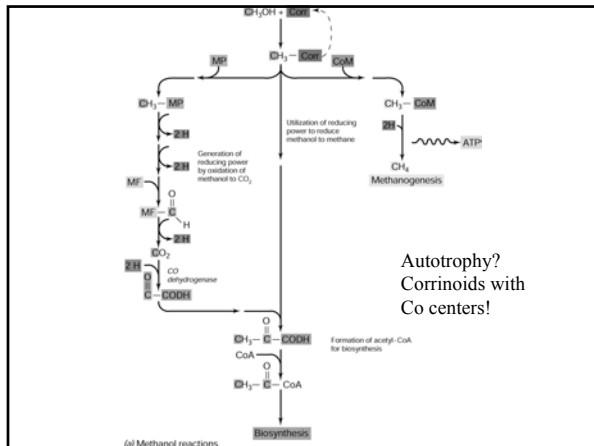 CH₃OH + Corr
CH₃— Corr
MP
CoM
CH₃—MP
2 H
2 H
Generation of
reducing power
by oxidation of
methanol to CO₂
MF
O
MF—C
H
2 H
CO₂
2 H
CO
dehydrogenase
O
C—CODH
Utilization of reducing
power to reduce
methanol to methane
CH₃—CoM
2H
ATP
CH₄
Methanogenesis
Autotrophy?
Corrinoids with
Co centers!
O
CH₃—C—CODH
Formation of acetyl-CoA
for biosynthesis
CoA
O
CH₃—C—CoA
Biosynthesis
(a) Methanol reactions